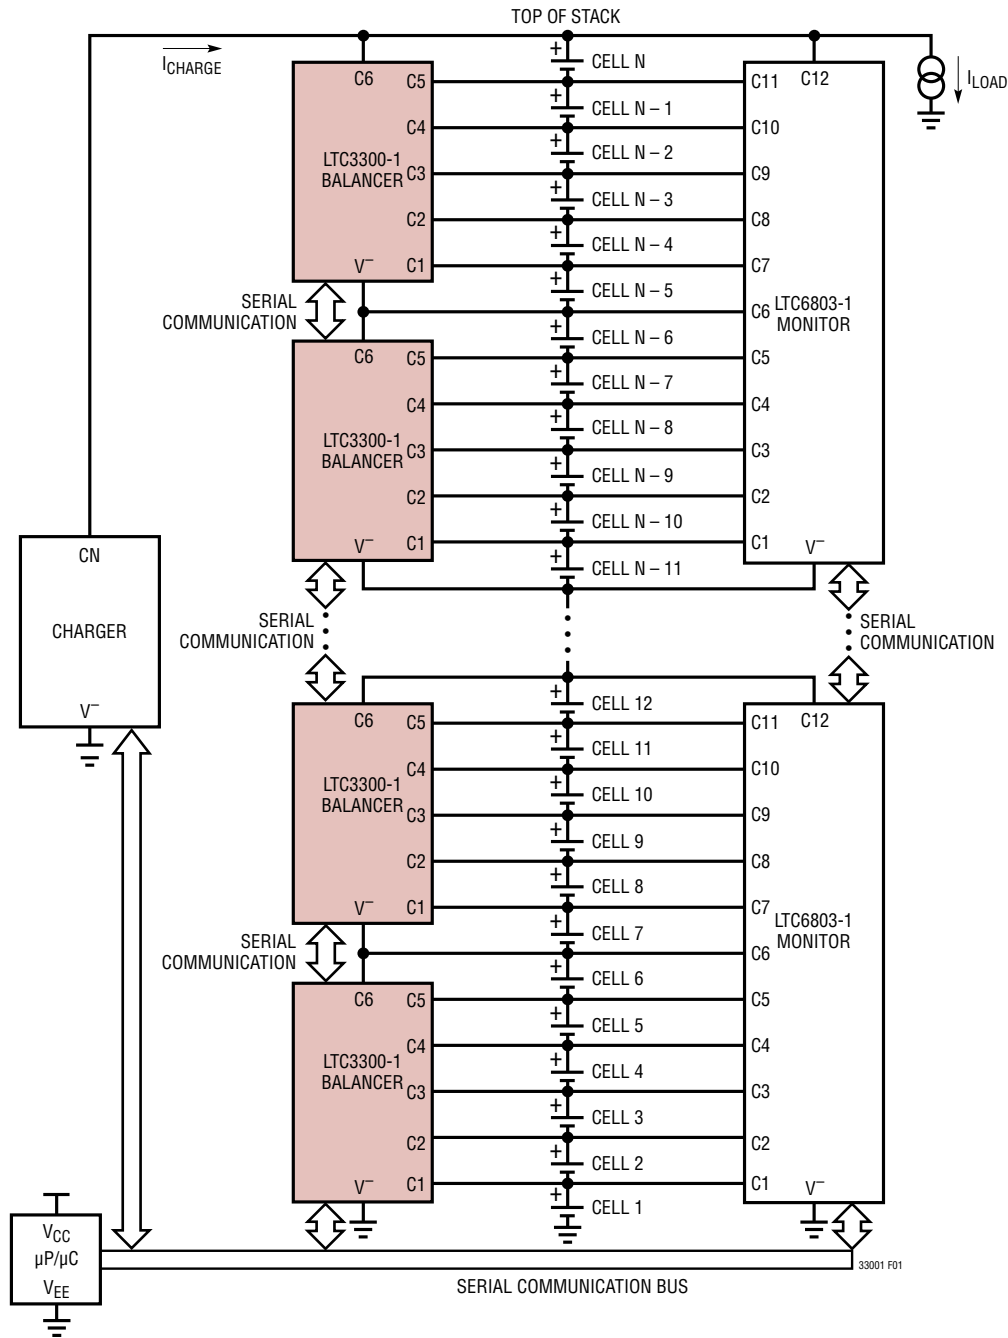 TOP OF STACK
ICHARGE
ILOAD
C6
C5
C4
C3
C2
C1
V–
LTC3300-1
BALANCER
CELL N
CELL N – 1
CELL N – 2
CELL N – 3
CELL N – 4
CELL N – 5
C12
C11
C10
C9
C8
C7
C6
C5
C4
C3
C2
C1
V–
LTC6803-1
MONITOR
SERIAL
COMMUNICATION
C6
C5
C4
C3
C2
C1
V–
LTC3300-1
BALANCER
CELL N – 6
CELL N – 7
CELL N – 8
CELL N – 9
CELL N – 10
CELL N – 11
CN
CHARGER
V–
SERIAL
COMMUNICATION
SERIAL
COMMUNICATION
C6
C5
C4
C3
C2
C1
V–
LTC3300-1
BALANCER
CELL 12
CELL 11
CELL 10
CELL 9
CELL 8
CELL 7
C12
C11
C10
C9
C8
C7
C6
C5
C4
C3
C2
C1
V–
LTC6803-1
MONITOR
SERIAL
COMMUNICATION
C6
C5
C4
C3
C2
C1
V–
LTC3300-1
BALANCER
CELL 6
CELL 5
CELL 4
CELL 3
CELL 2
CELL 1
VCC
µP/µC
VEE
SERIAL COMMUNICATION BUS
33001 F01